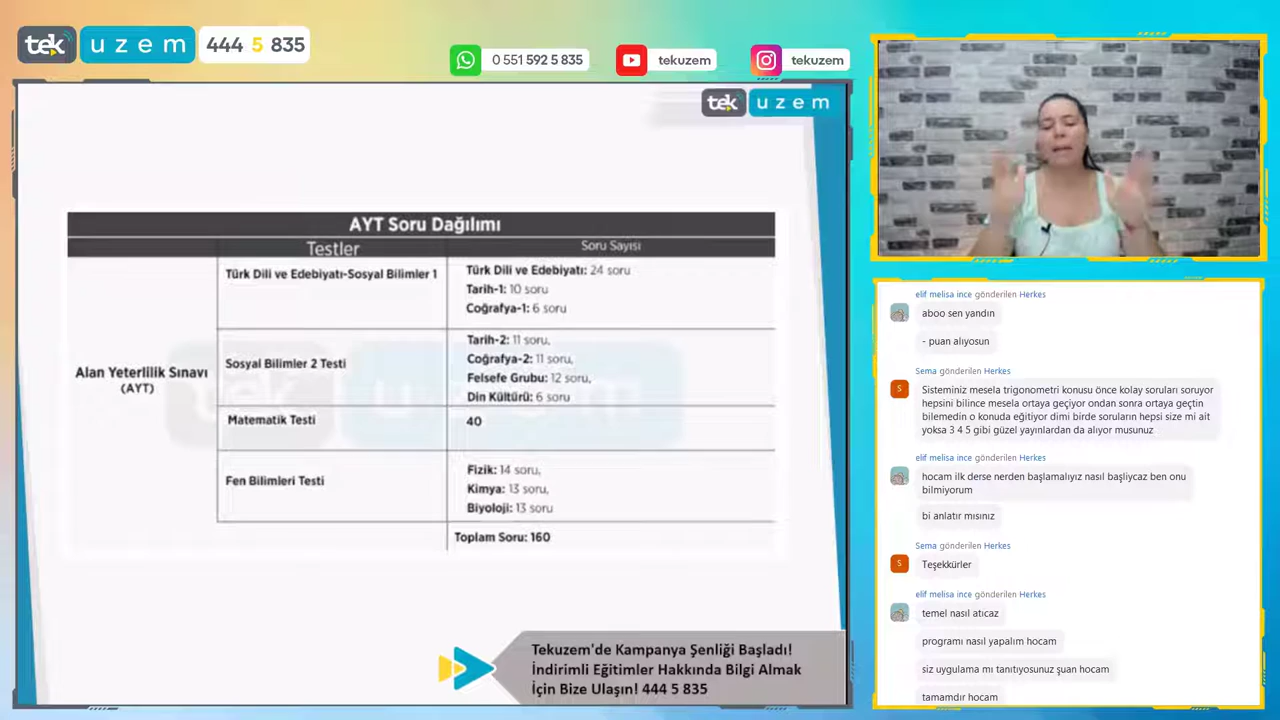 tek uzem 444 5 835
0 551 592 5 835
tekuzem
tekuzem
tek uzem
AYT Soru Dağılımı
Testler
Soru Sayısı
Alan Yeterlilik Sınavı
(AYT)
Türk Dili ve Edebiyatı-Sosyal Bilimler 1
Türk Dili ve Edebiyatı: 24 soru
Tarih-1: 10 soru
Coğrafya-1: 6 soru
Sosyal Bilimler 2 Testi
Tarih-2: 11 soru,
Coğrafya-2: 11 soru,
Felsefe Grubu: 12 soru,
Din Kültürü: 6 soru
Matematik Testi
40
Fen Bilimleri Testi
Fizik: 14 soru,
Kimya: 13 soru,
Biyoloji: 13 soru
Toplam Soru: 160
Tekuzem'de Kampanya Şenliği Başladı!
İndirimli Eğitimler Hakkında Bilgi Almak
İçin Bize Ulaşın! 444 5 835
elif melisa ince gönderilen Herkes
aboo sen yandın
- puan alıyosun
Sema gönderilen Herkes
S
Sisteminiz mesela trigonometri konusu önce kolay soruları soruyor
hepsini bilince mesela ortaya geçiyor ondan sonra ortaya geçtin
bilemedin o konuda eğitiyor dimi birde soruların hepsi size mi ait
yoksa 3 4 5 gibi güzel yayınlardan da alıyor musunuz
elif melisa ince gönderilen Herkes
hocam ilk derse nerden başlamalıyız nasıl başliycaz ben onu
bilmiyorum
bi anlatır mısınız
Sema gönderilen Herkes
S
Teşekkürler
elif melisa ince gönderilen Herkes
temel nasıl atıcaz
programı nasıl yapalım hocam
siz uygulama mı tanıtıyosunuz şuan hocam
tamamdır hocam